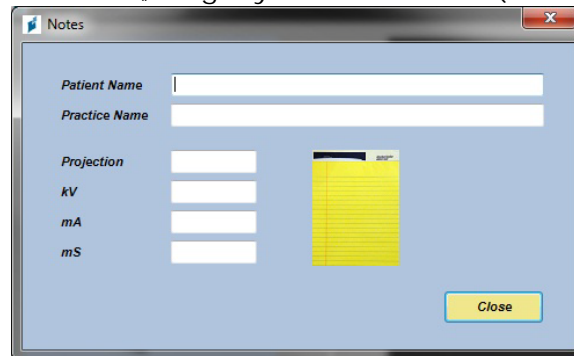 Notes
Patient Name
Practice Name
Projection
kV
mA
mS
Close